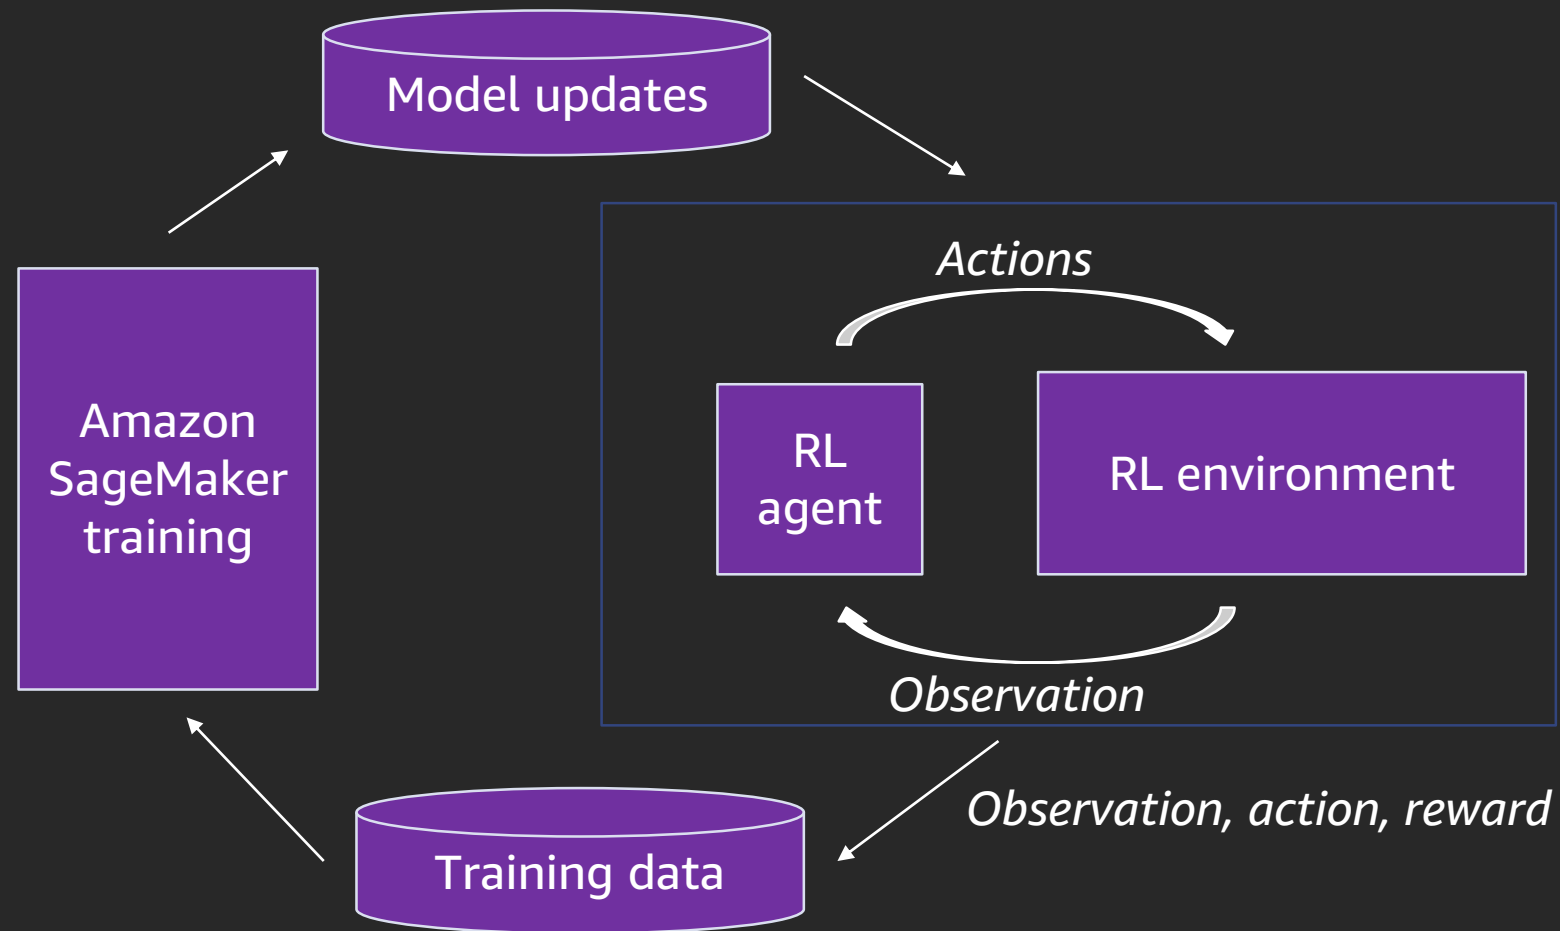 Model updates
Actions
Amazon
SageMaker
training
RL
agent
RL environment
Observation
Observation, action, reward
Training data